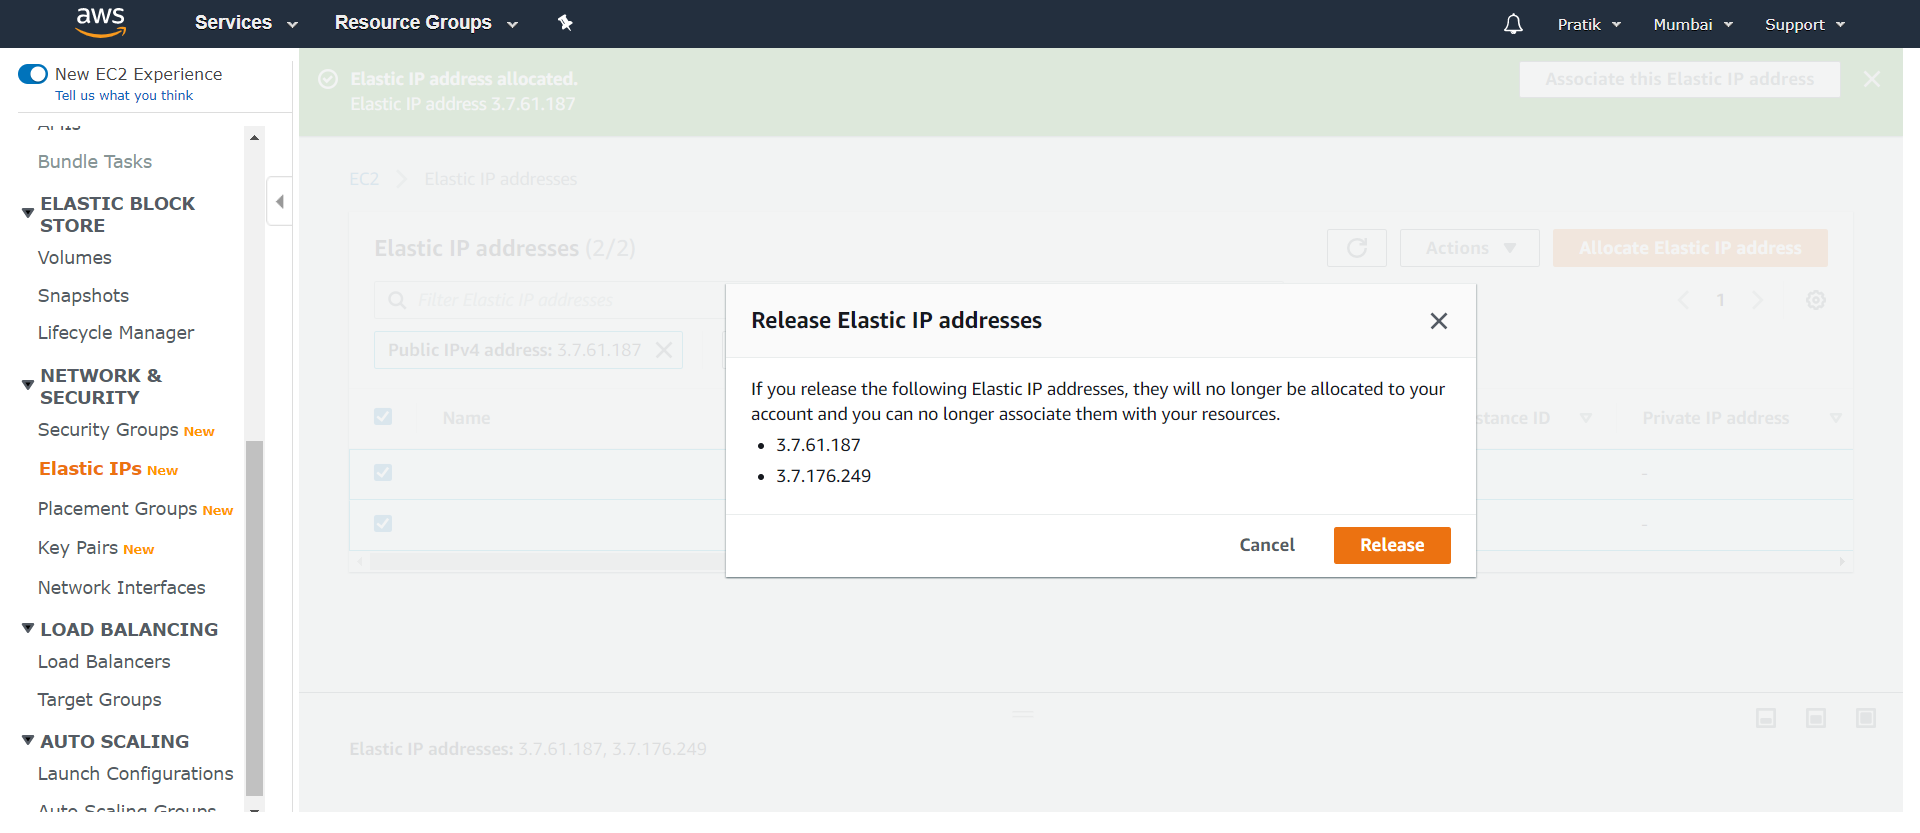 aws
Services
Resource Groups
Pratik
Mumbai
Support
New EC2 Experience
Tell us what you think
AMIs
Bundle Tasks
ELASTIC BLOCK
STORE
Volumes
Snapshots
Lifecycle Manager
NETWORK &
SECURITY
Security Groups New
Elastic IPs New
Placement Groups New
Key Pairs New
Network Interfaces
LOAD BALANCING
Load Balancers
Target Groups
AUTO SCALING
Launch Configurations
Auto Scaling Groups
Elastic IP address allocated.
Elastic IP address 3.7.61.187
Associate this Elastic IP address
EC2
Elastic IP addresses
Elastic IP addresses (2/2)
Actions
Allocate Elastic IP address
Filter Elastic IP addresses
1
Public IPv4 address: 3.7.61.187
Name
stance ID
Private IP address
-
-
Release Elastic IP addresses
If you release the following Elastic IP addresses, they will no longer be allocated to your
account and you can no longer associate them with your resources.
• 3.7.61.187
• 3.7.176.249
Cancel
Release
Elastic IP addresses: 3.7.61.187, 3.7.176.249